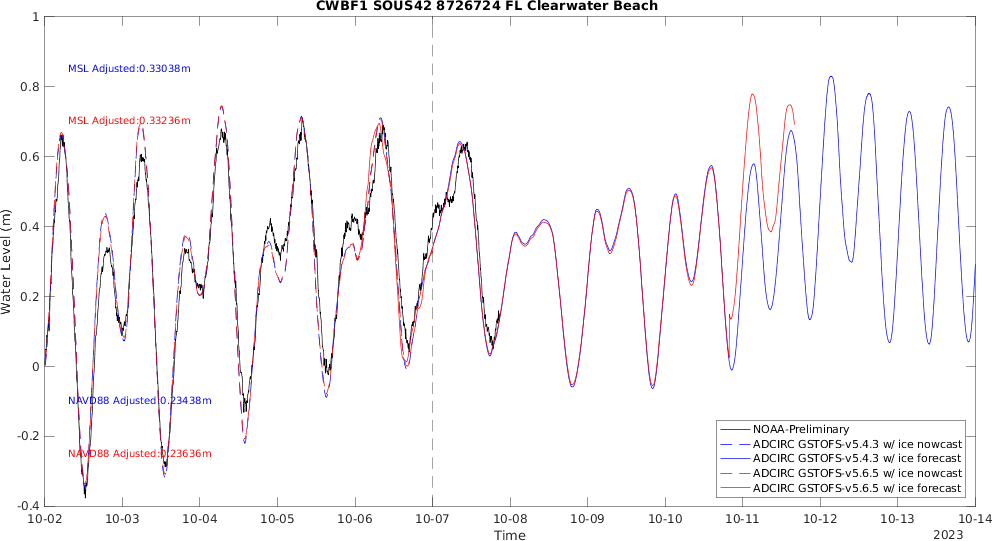 CWBF1 SOUS42 8726724 FL Clearwater Beach
Water Level (m)
1
0.8
0.6
0.4
0.2
0
-0.2
-0.4
MSL Adjusted:0.33038m
MSL Adjusted:0.33236m
NAVD88 Adjusted:0.23438m
NAVD88 Adjusted:0.23636m
NOAA-Preliminary
ADCIRC GSTOFS-v5.4.3 w/ ice nowcast
ADCIRC GSTOFS-v5.4.3 w/ ice forecast
ADCIRC GSTOFS-v5.6.5 w/ ice nowcast
ADCIRC GSTOFS-v5.6.5 w/ ice forecast
10-02 10-03 10-04 10-05 10-06 10-07 10-08 10-09 10-10 10-11 10-12 10-13 10-14
Time
2023